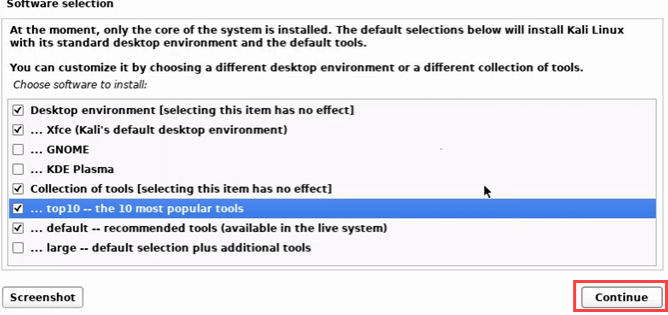 Software selection
At the moment, only the core of the system is installed. The default selections below will install Kali Linux
with its standard desktop environment and the default tools.
You can customize it by choosing a different desktop environment or a different collection of tools.
Choose software to install:
Desktop environment [selecting this item has no effect]
... Xfce (Kali's default desktop environment)
... GNOME
... KDE Plasma
Collection of tools [selecting this item has no effect]
... top10 -- the 10 most popular tools
... default -- recommended tools (available in the live system)
... large -- default selection plus additional tools
Screenshot
Continue